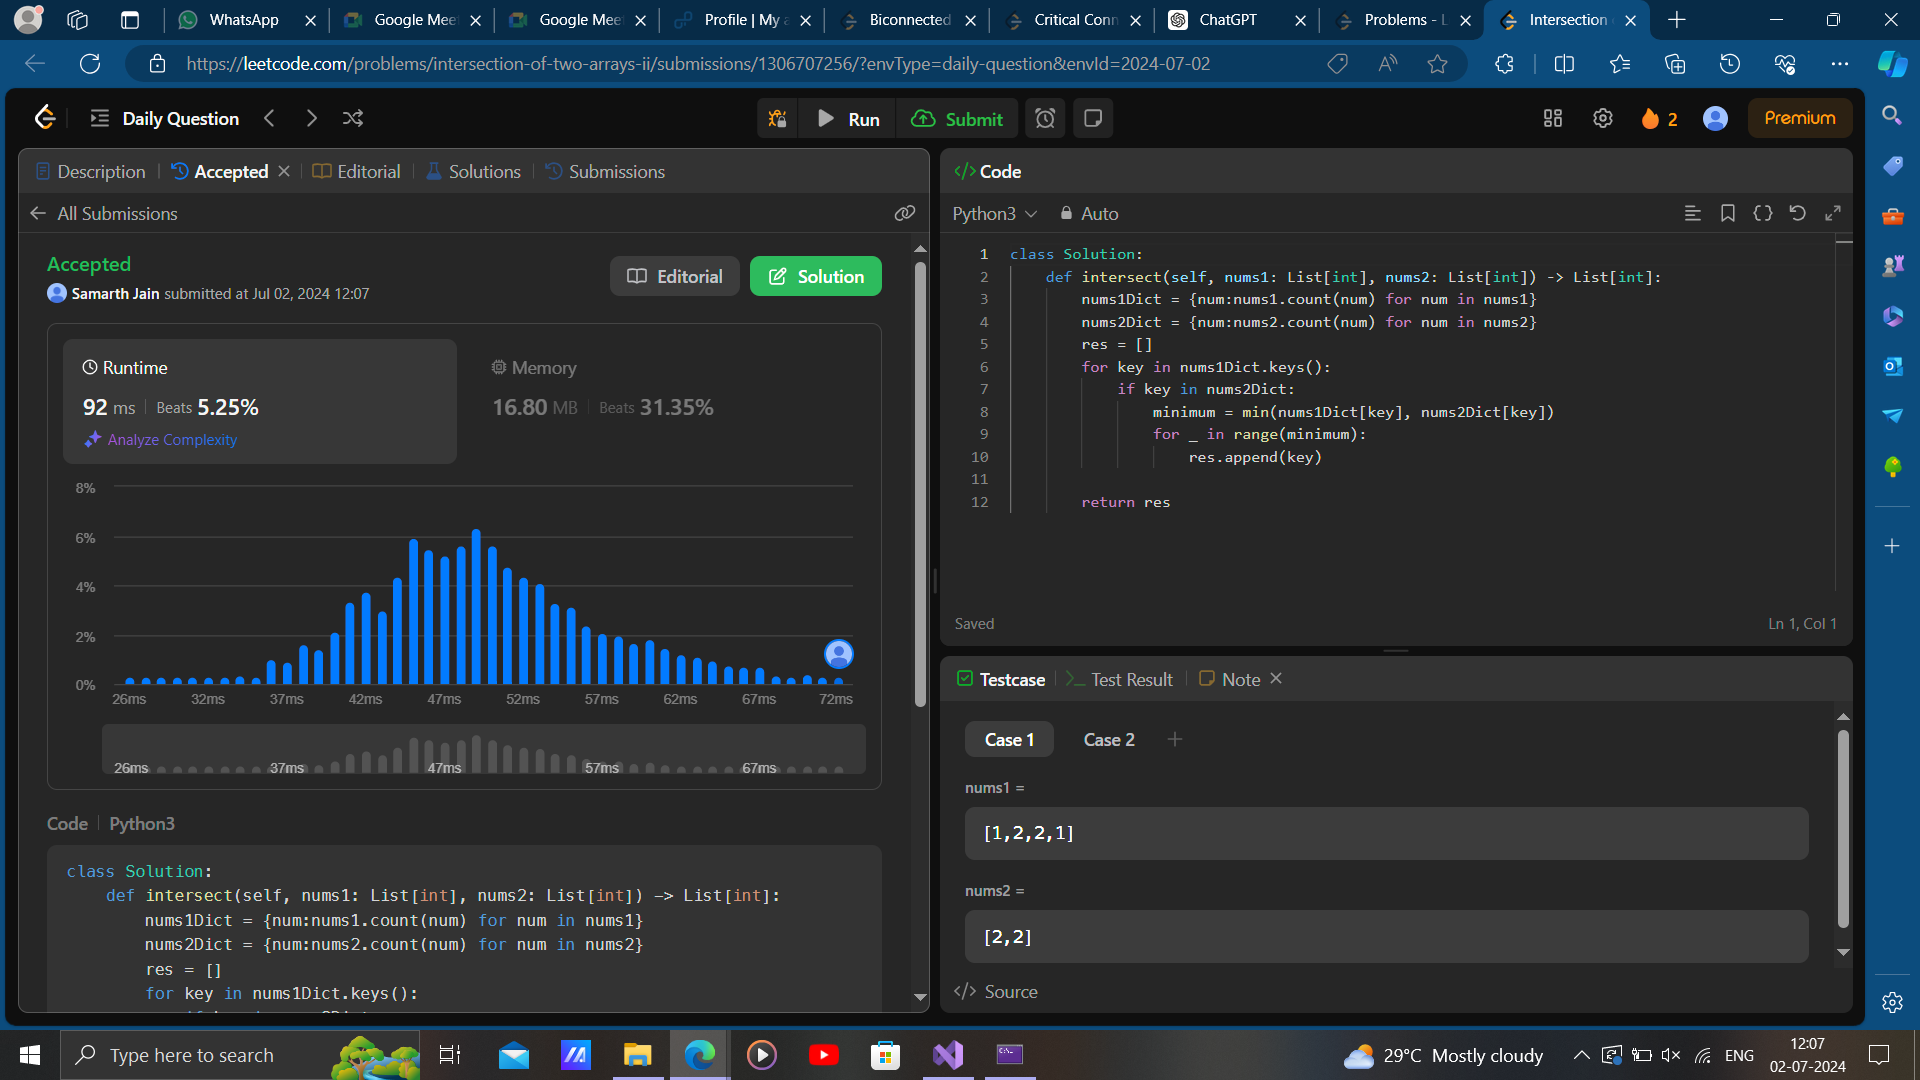 WhatsApp
Google Mee
Google Mee
Profile | My a
Biconnected
Critical Conn
ChatGPT
Problems - L
Intersection
https://leetcode.com/problems/intersection-of-two-arrays-ii/submissions/1306707256/?envType=daily-question&envId=2024-07-02
Daily Question
Run
Submit
2
Premium
Description
Accepted
Editorial
Solutions
Submissions
All Submissions
Accepted
Samarth Jain submitted at Jul 02, 2024 12:07
Editorial
Solution
Runtime
92 ms | Beats 5.25%
Analyze Complexity
Memory
16.80 MB | Beats 31.35%
8%
6%
4%
2%
0%
26ms 32ms 37ms 42ms 47ms 52ms 57ms 62ms 67ms 72ms
26ms 37ms 47ms 57ms 67ms
Code | Python3
class Solution:
def intersect(self, nums1: List[int], nums2: List[int]) -> List[int]:
nums1Dict = {num:nums1.count(num) for num in nums1}
nums2Dict = {num:nums2.count(num) for num in nums2}
res = []
for key in nums1Dict.keys():
</> Code
Python3
Auto
1 class Solution:
2 def intersect(self, nums1: List[int], nums2: List[int]) -> List[int]:
3 nums1Dict = {num:nums1.count(num) for num in nums1}
4 nums2Dict = {num:nums2.count(num) for num in nums2}
5 res = []
6 for key in nums1Dict.keys():
7 if key in nums2Dict:
8 minimum = min(nums1Dict[key], nums2Dict[key])
9 for _ in range(minimum):
10 res.append(key)
11
12 return res
Saved
Ln 1, Col 1
Testcase
Test Result
Note
Case 1
Case 2
nums1 =
[1,2,2,1]
nums2 =
[2,2]
</> Source
Type here to search
29°C Mostly cloudy
ENG
12:07
02-07-2024